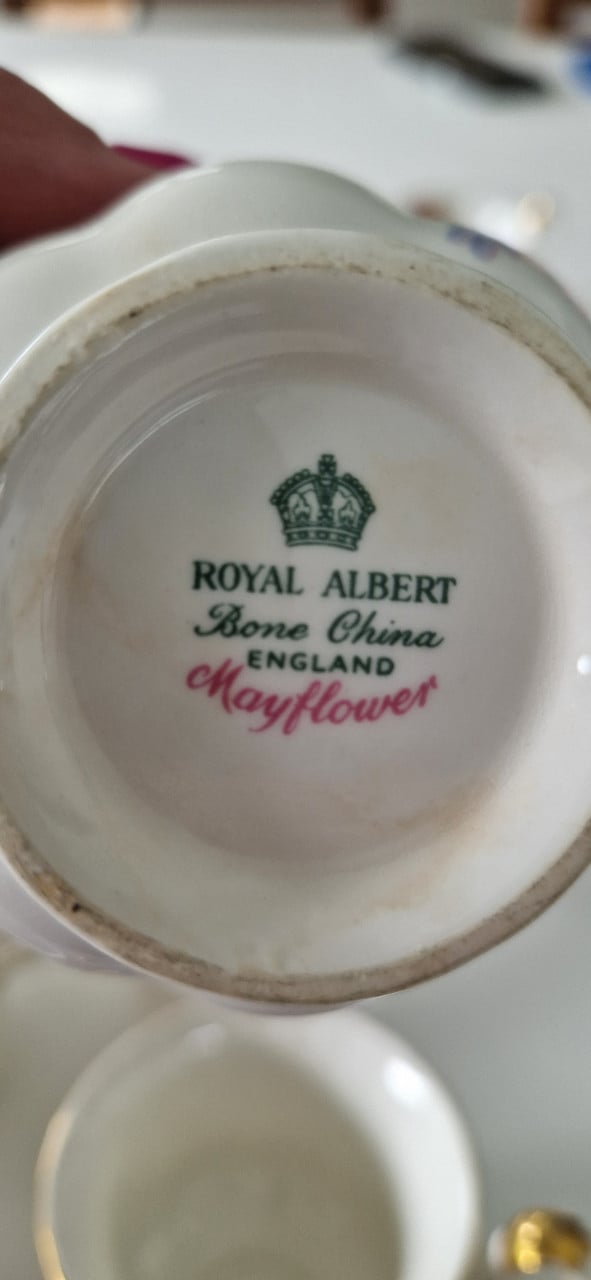 ROYAL ALBERT
Bone China
ENGLAND
Mayflower